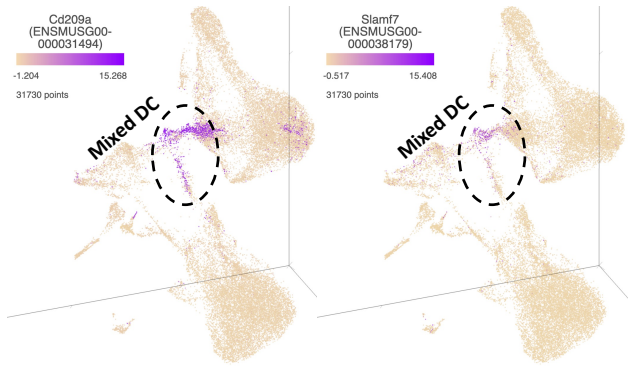 Cd209a
(ENSMUSG00-
000031494)
-1.204 15.268
31730 points
Mixed DC
Slamf7
(ENSMUSG00-
000038179)
-0.517 15.408
31730 points
Mixed DC